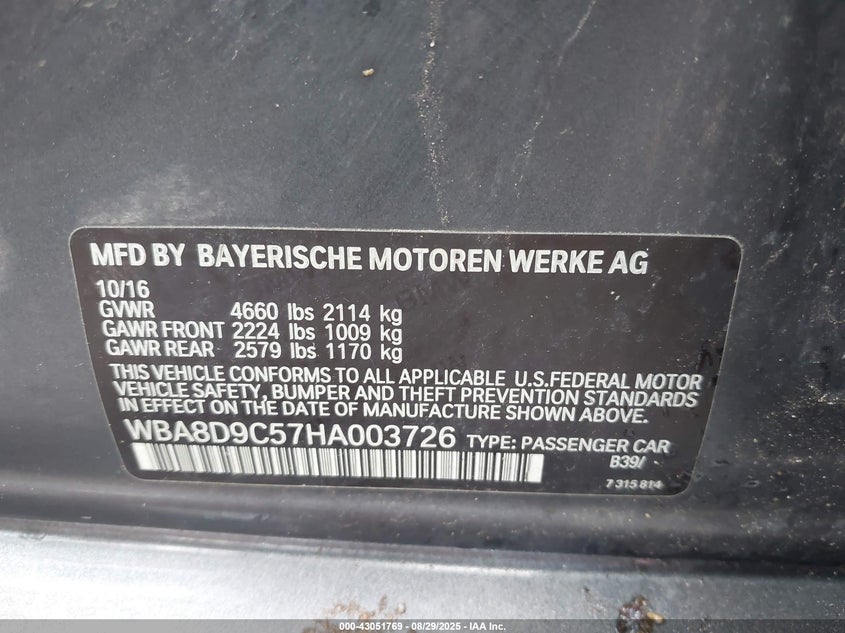 MFD BY BAYERISCHE MOTOREN WERKE AG
10/16
GVWR 4660 lbs 2114 kg
GAWR FRONT 2224 lbs 1009 kg
GAWR REAR 2579 lbs 1170 kg
THIS VEHICLE CONFORMS TO ALL APPLICABLE U.S.FEDERAL MOTOR
VEHICLE SAFETY, BUMPER AND THEFT PREVENTION STANDARDS
IN EFFECT ON THE DATE OF MANUFACTURE SHOWN ABOVE.
WBA8D9C57HA003726 TYPE: PASSENGER CAR
B39/
7 315 814
000-43051769 - 08/29/2025 - IAA Inc.